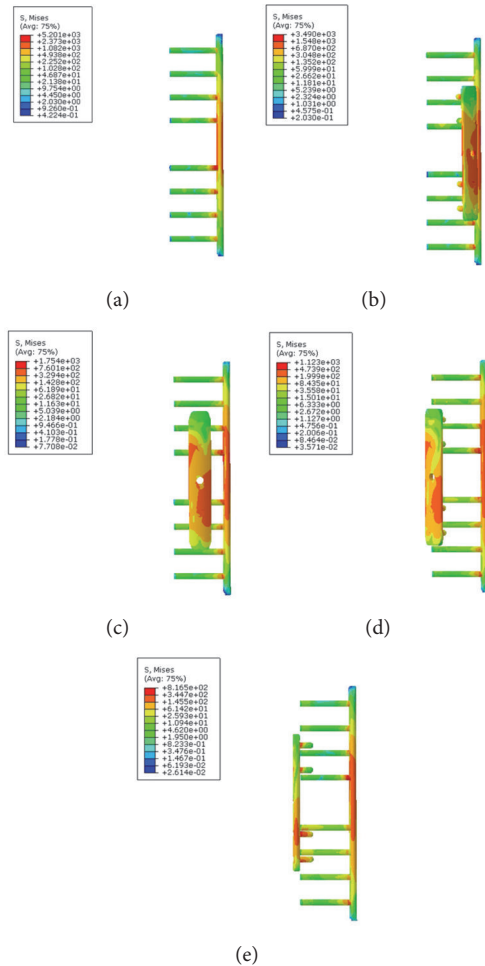 S, Mises
(Avg: 75%)
+5.201e+03
+2.373e+03
+1.082e+03
+4.938e+02
+2.252e+02
+1.028e+02
+4.687e+01
+2.138e+01
+9.754e+00
+4.450e+00
+2.030e+00
+9.260e-01
+4.224e-01
(a)
S, Mises
(Avg: 75%)
+3.490e+03
+1.548e+03
+6.870e+02
+3.048e+02
+1.352e+02
+5.999e+01
+2.662e+01
+1.181e+01
+5.239e+00
+2.324e+00
+1.031e+00
+4.575e-01
+2.030e-01
(b)
S, Mises
(Avg: 75%)
+1.754e+03
+7.601e+02
+3.294e+02
+1.428e+02
+6.189e+01
+2.682e+01
+1.163e+01
+5.039e+00
+2.184e+00
+9.466e-01
+4.103e-01
+1.778e-01
+7.708e-02
(c)
S, Mises
(Avg: 75%)
+1.123e+03
+4.739e+02
+1.999e+02
+8.435e+01
+3.558e+01
+1.501e+01
+6.333e+00
+2.672e+00
+1.127e+00
+4.756e-01
+2.006e-01
+8.464e-02
+3.571e-02
(d)
S, Mises
(Avg: 75%)
+8.165e+02
+3.447e+02
+1.455e+02
+6.142e+01
+2.593e+01
+1.094e+01
+4.620e+00
+1.950e+00
+8.233e-01
+3.476e-01
+1.467e-01
+6.193e-02
+2.614e-02
(e)